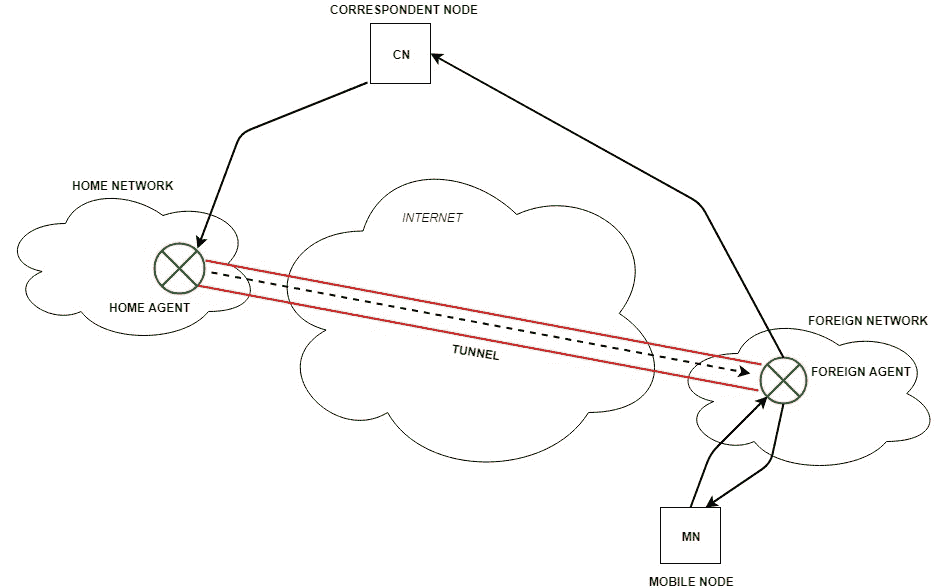 CORRESPONDENT NODE
CN
HOME NETWORK
INTERNET
HOME AGENT
FOREIGN NETWORK
TUNNEL
FOREIGN AGENT
MN
MOBILE NODE